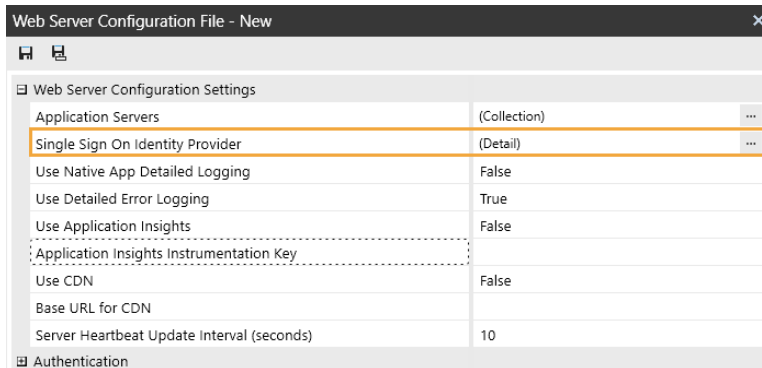 Web Server Configuration File - New
Web Server Configuration Settings
Application Servers (Collection) ...
Single Sign On Identity Provider (Detail) ...
Use Native App Detailed Logging False
Use Detailed Error Logging True
Use Application Insights False
Application Insights Instrumentation Key
Use CDN False
Base URL for CDN
Server Heartbeat Update Interval (seconds) 10
Authentication